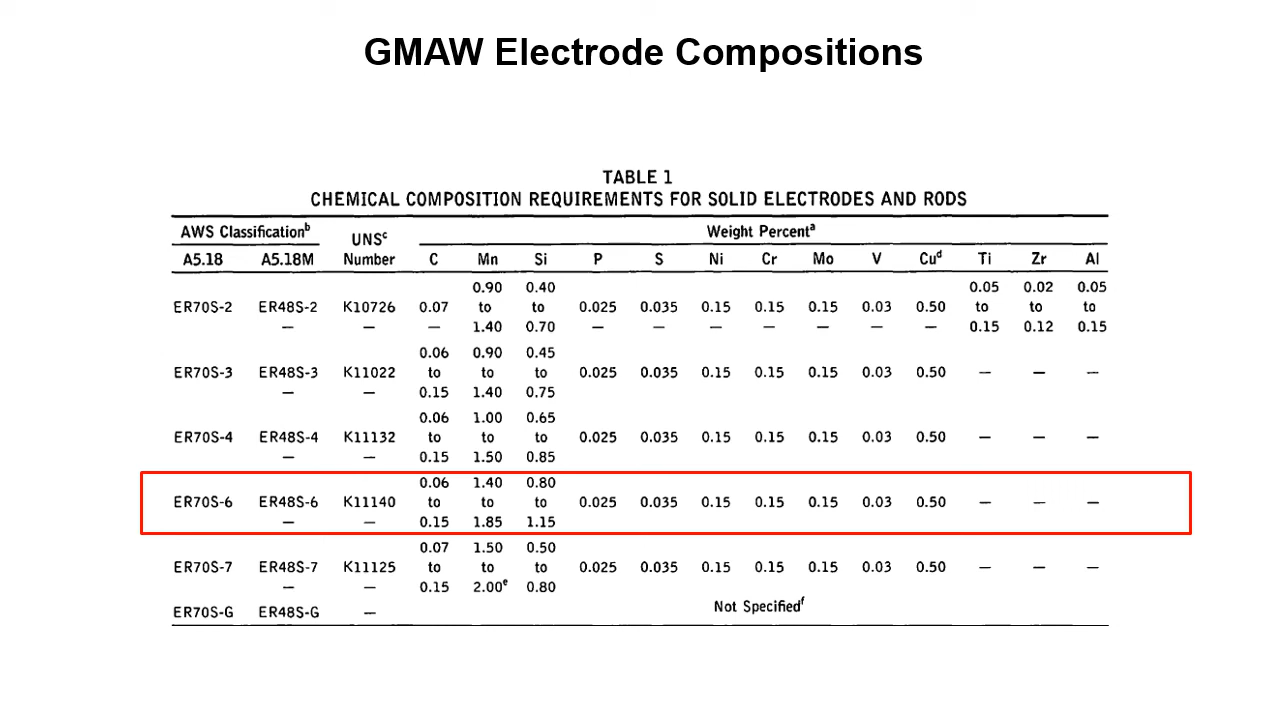 GMAW Electrode Compositions
TABLE 1
CHEMICAL COMPOSITION REQUIREMENTS FOR SOLID ELECTRODES AND RODS
AWS Classificationᵇ UNSᶜ Weight Percentᵃ
A5.18 A5.18M Number C Mn Si P S Ni Cr Mo V Cuᵈ Ti Zr Al
0.90 0.40 0.05 0.02 0.05
ER70S-2 ER48S-2 K10726 0.07 to to 0.025 0.035 0.15 0.15 0.15 0.03 0.50 to to to
— — — 1.40 0.70 — — — — — — — 0.15 0.12 0.15
0.06 0.90 0.45
ER70S-3 ER48S-3 K11022 to to to 0.025 0.035 0.15 0.15 0.15 0.03 0.50 — — —
— — 0.15 1.40 0.75
0.06 1.00 0.65
ER70S-4 ER48S-4 K11132 to to to 0.025 0.035 0.15 0.15 0.15 0.03 0.50 — — —
— — 0.15 1.50 0.85
0.06 1.40 0.80
ER70S-6 ER48S-6 K11140 to to to 0.025 0.035 0.15 0.15 0.15 0.03 0.50 — — —
— — 0.15 1.85 1.15
0.07 1.50 0.50
ER70S-7 ER48S-7 K11125 to to to 0.025 0.035 0.15 0.15 0.15 0.03 0.50 — — —
— — 0.15 2.00ᵉ 0.80
ER70S-G ER48S-G — Not Specifiedᶠ